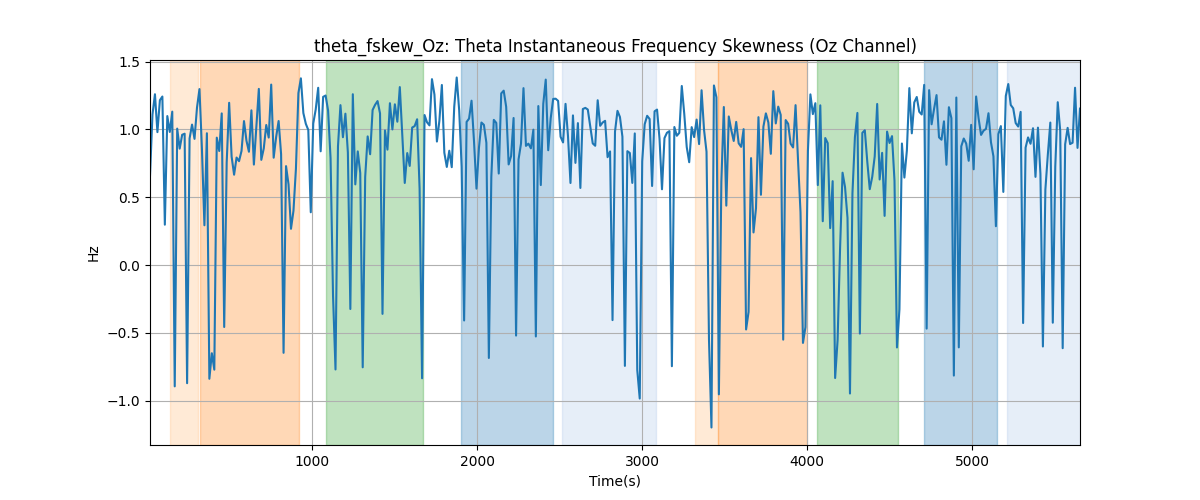 theta_fskew_Oz: Theta Instantaneous Frequency Skewness (Oz Channel)
1.5
1.0
0.5
0.0
−0.5
−1.0
Hz
1000 2000 3000 4000 5000
Time(s)